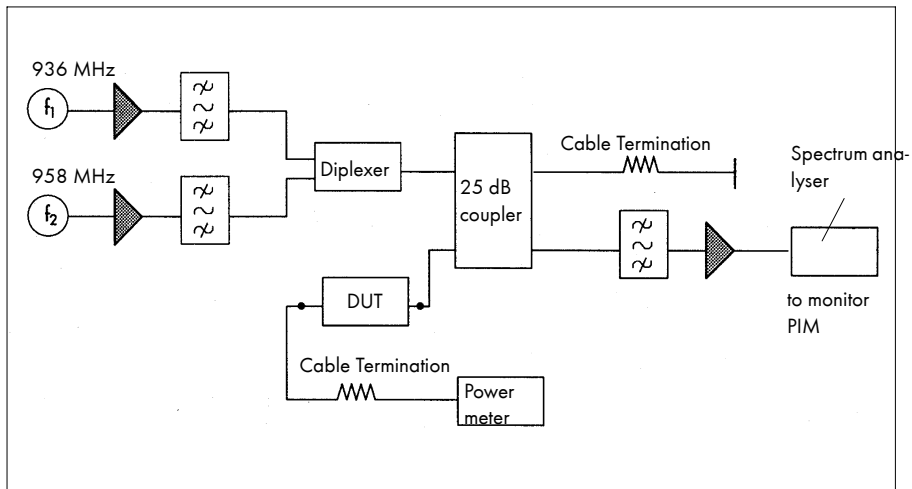 936 MHz
f1
958 MHz
f2
Diplexer
25 dB
coupler
Cable Termination
Spectrum ana-
lyser
to monitor
PIM
DUT
Cable Termination
Power
meter